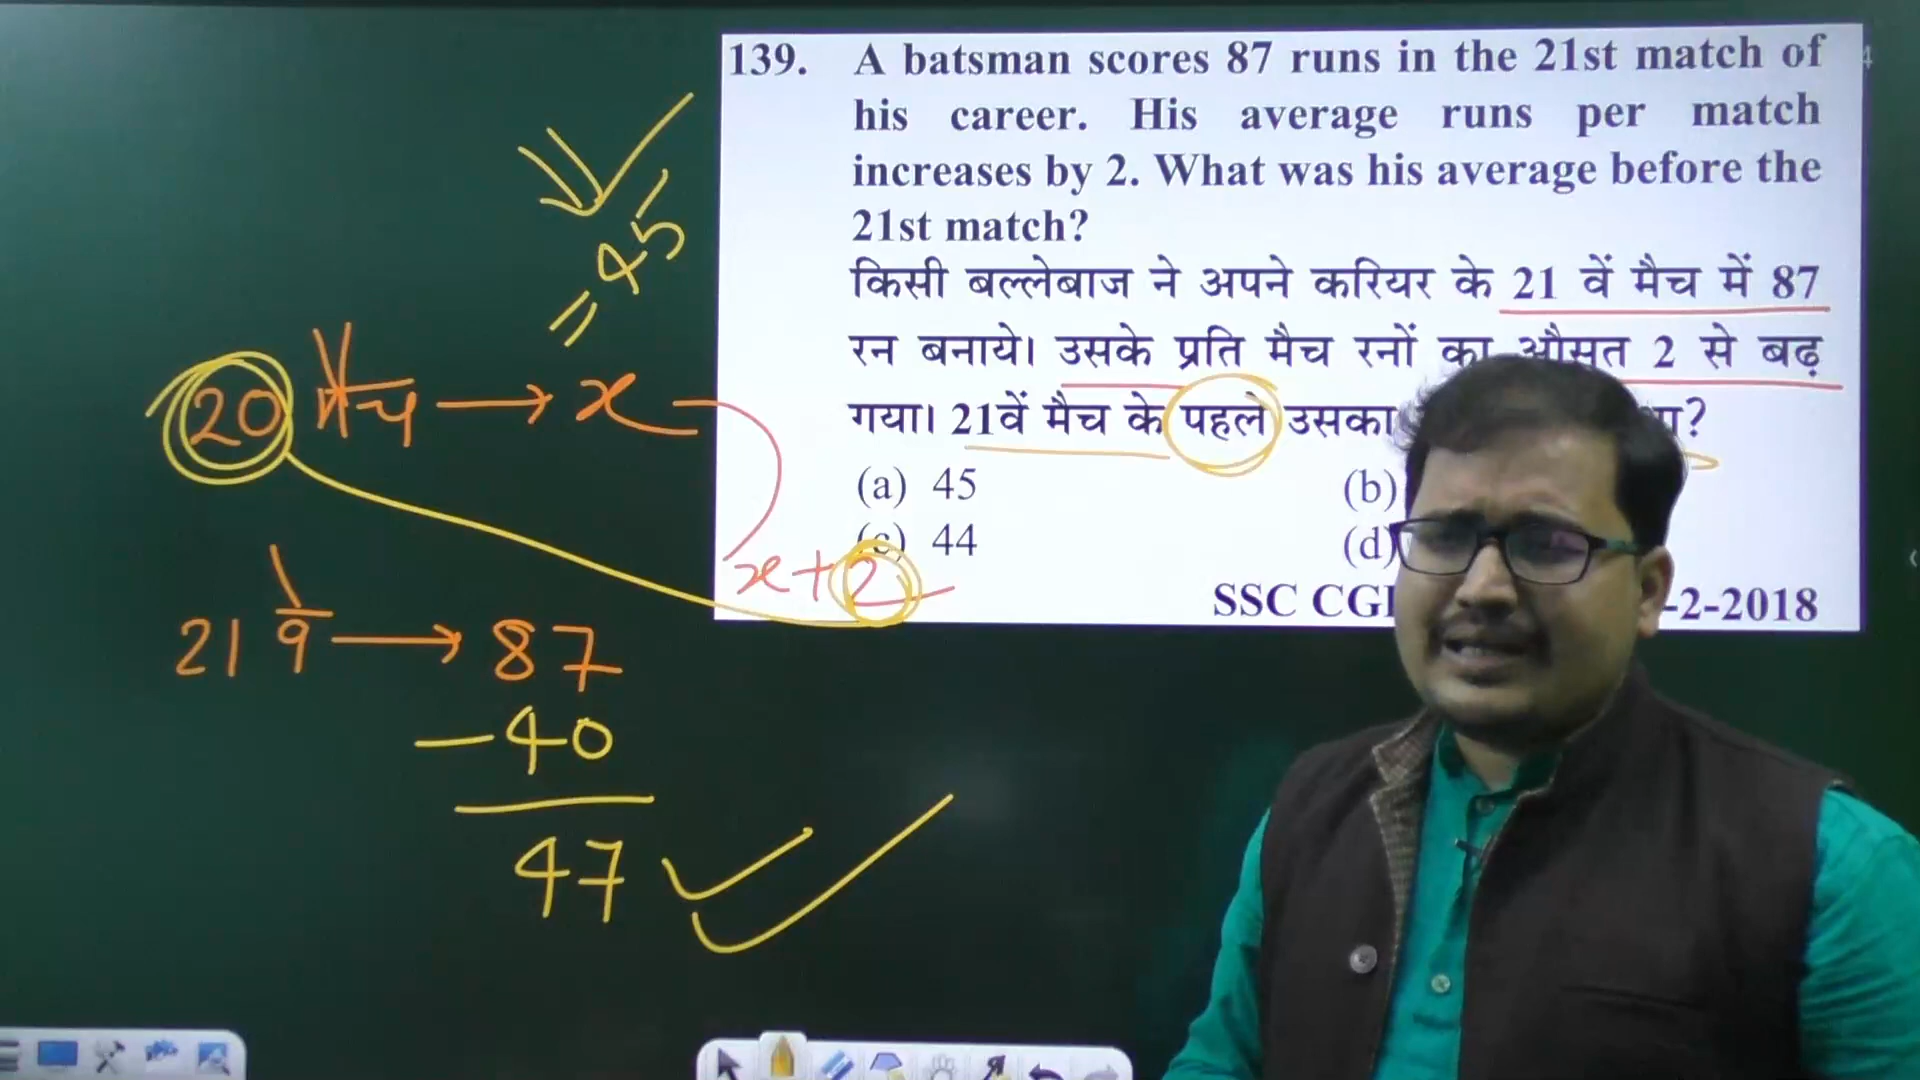 139. A batsman scores 87 runs in the 21st match of
his career. His average runs per match
increases by 2. What was his average before the
21st match?
किसी बल्लेबाज ने अपने करियर के 21 वें मैच में 87
रन बनाये। उसके प्रति मैच रनों का औसत 2 से बढ़
गया। 21वें मैच के पहले उसका ?
(a) 45 (b)
(c) 44 (d)
SSC -2-2018
= 45
20 मैच → x
x+2
21 → 87
-40
47